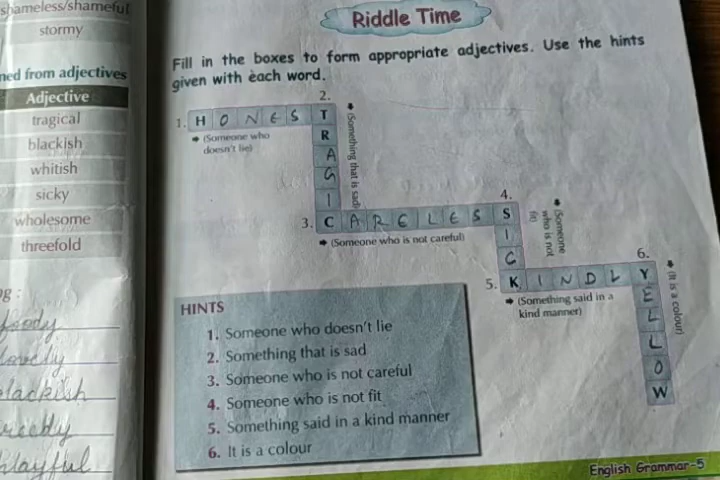 shameless/shameful
stormy
ned from adjectives
Adjective
tragical
blackish
whitish
sicky
wholesome
threefold
Riddle Time
Fill in the boxes to form appropriate adjectives. Use the hints
given with each word.
2.
1. H O N E S T
(Someone who
doesn't lie)
R
A
G
I
(Something that is sad)
4.
3. C A R E L E S S
(Someone who is not careful)
I
C
(Someone
who is not
fit)
6.
5. K I N D L Y
(Something said in a
kind manner)
E
L
L
O
W
(It is a colour)
HINTS
1. Someone who doesn't lie
2. Something that is sad
3. Someone who is not careful
4. Someone who is not fit
5. Something said in a kind manner
6. It is a colour
lovely
blackish
playful
English Grammar-5